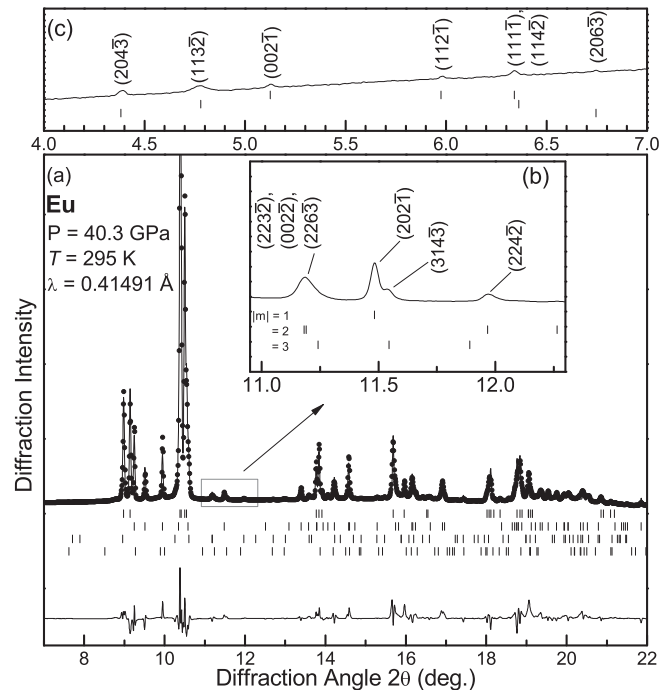 (c)
(204̅3̅)
(113̅2̅)
(002̅1̅)
(112̅1̅)
(111̅1̅),
(114̅2̅)
(206̅3̅)
4.0 4.5 5.0 5.5 6.0 6.5 7.0
(a)
Eu
P = 40.3 GPa
T = 295 K
λ = 0.41491 Å
(b)
(223̅2̅),
(002̅2̅),
(226̅3̅)
(202̅1̅)
(314̅3̅)
(224̅2̅)
|m| = 1
= 2
= 3
11.0 11.5 12.0
Diffraction Intensity
8 10 12 14 16 18 20 22
Diffraction Angle 2θ (deg.)